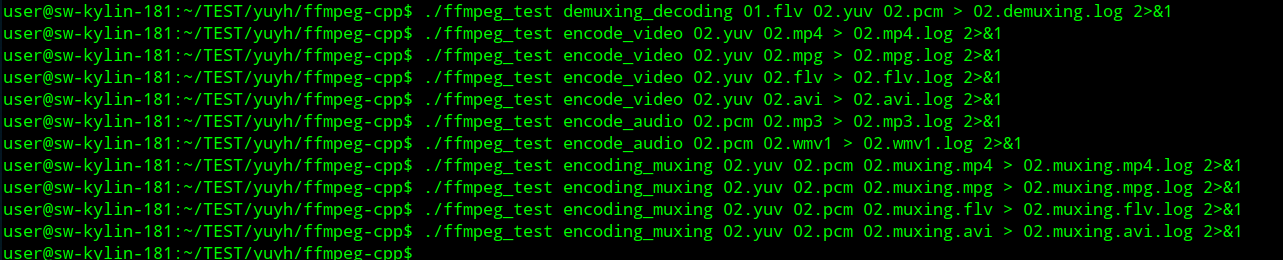 user@sw-kylin-181:~/TEST/yuyh/ffmpeg-cpp$ ./ffmpeg_test demuxing_decoding 01.flv 02.yuv 02.pcm > 02.demuxing.log 2>&1
user@sw-kylin-181:~/TEST/yuyh/ffmpeg-cpp$ ./ffmpeg_test encode_video 02.yuv 02.mp4 > 02.mp4.log 2>&1
user@sw-kylin-181:~/TEST/yuyh/ffmpeg-cpp$ ./ffmpeg_test encode_video 02.yuv 02.mpg > 02.mpg.log 2>&1
user@sw-kylin-181:~/TEST/yuyh/ffmpeg-cpp$ ./ffmpeg_test encode_video 02.yuv 02.flv > 02.flv.log 2>&1
user@sw-kylin-181:~/TEST/yuyh/ffmpeg-cpp$ ./ffmpeg_test encode_video 02.yuv 02.avi > 02.avi.log 2>&1
user@sw-kylin-181:~/TEST/yuyh/ffmpeg-cpp$ ./ffmpeg_test encode_audio 02.pcm 02.mp3 > 02.mp3.log 2>&1
user@sw-kylin-181:~/TEST/yuyh/ffmpeg-cpp$ ./ffmpeg_test encode_audio 02.pcm 02.wmv1 > 02.wmv1.log 2>&1
user@sw-kylin-181:~/TEST/yuyh/ffmpeg-cpp$ ./ffmpeg_test encoding_muxing 02.yuv 02.pcm 02.muxing.mp4 > 02.muxing.mp4.log 2>&1
user@sw-kylin-181:~/TEST/yuyh/ffmpeg-cpp$ ./ffmpeg_test encoding_muxing 02.yuv 02.pcm 02.muxing.mpg > 02.muxing.mpg.log 2>&1
user@sw-kylin-181:~/TEST/yuyh/ffmpeg-cpp$ ./ffmpeg_test encoding_muxing 02.yuv 02.pcm 02.muxing.flv > 02.muxing.flv.log 2>&1
user@sw-kylin-181:~/TEST/yuyh/ffmpeg-cpp$ ./ffmpeg_test encoding_muxing 02.yuv 02.pcm 02.muxing.avi > 02.muxing.avi.log 2>&1
user@sw-kylin-181:~/TEST/yuyh/ffmpeg-cpp$